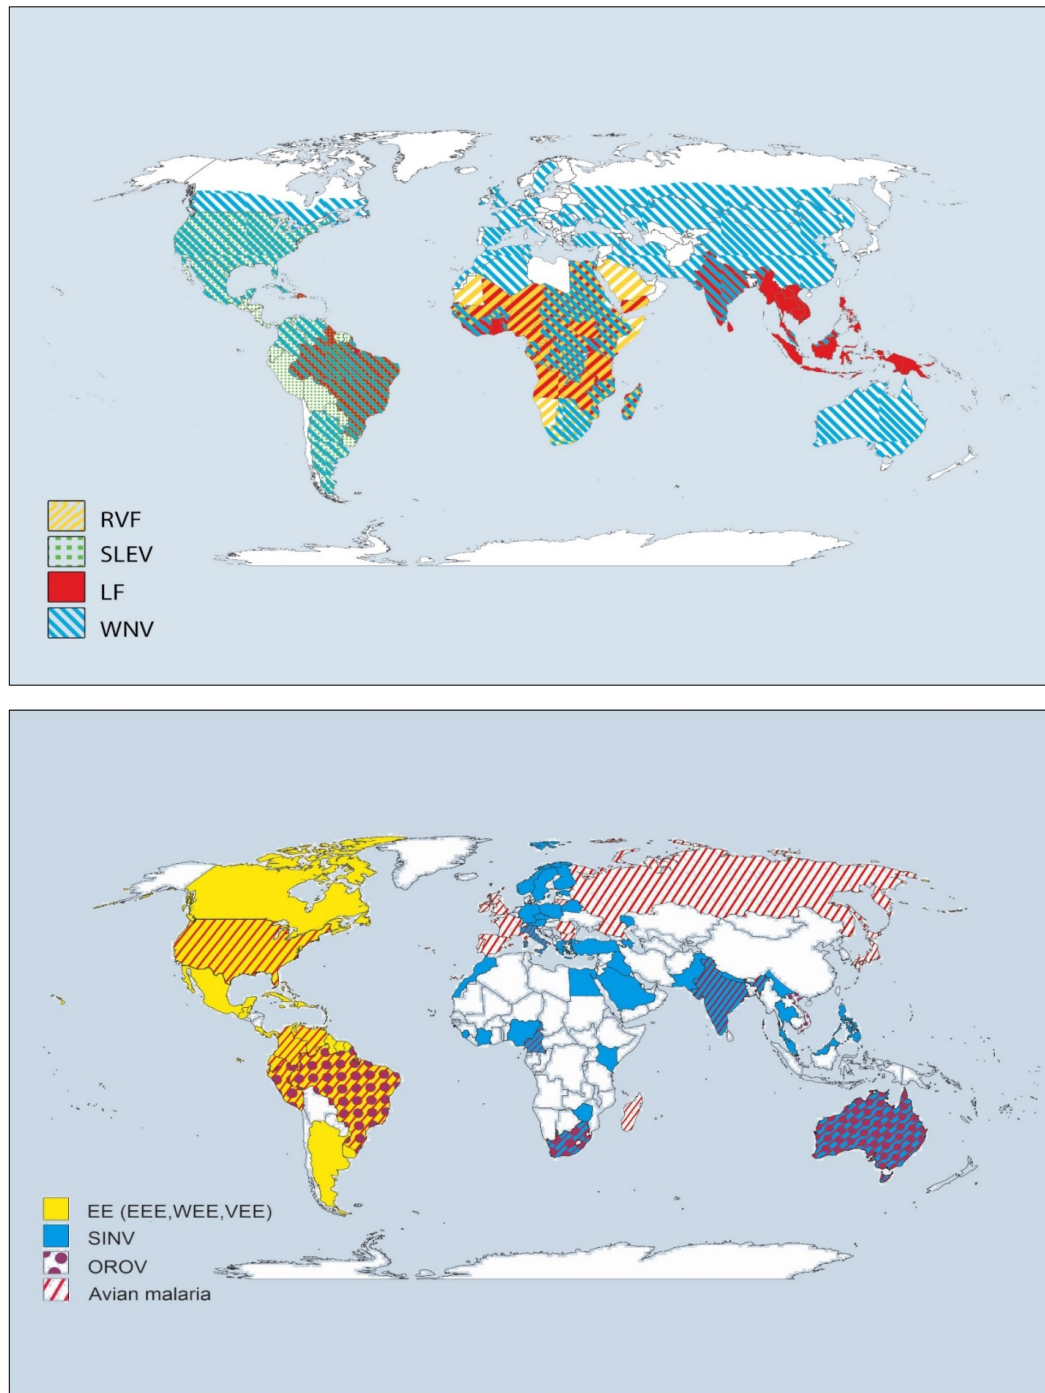 RVF
SLEV
LF
WNV
EE (EEE,WEE,VEE)
SINV
OROV
Avian malaria